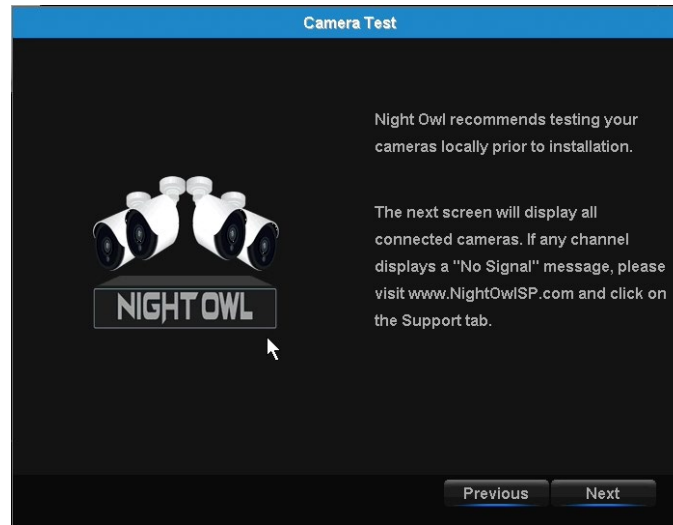 Camera Test
Night Owl recommends testing your
cameras locally prior to installation.
The next screen will display all
connected cameras. If any channel
displays a "No Signal" message, please
visit www.NightOwlSP.com and click on
the Support tab.
NIGHT OWL
Previous
Next